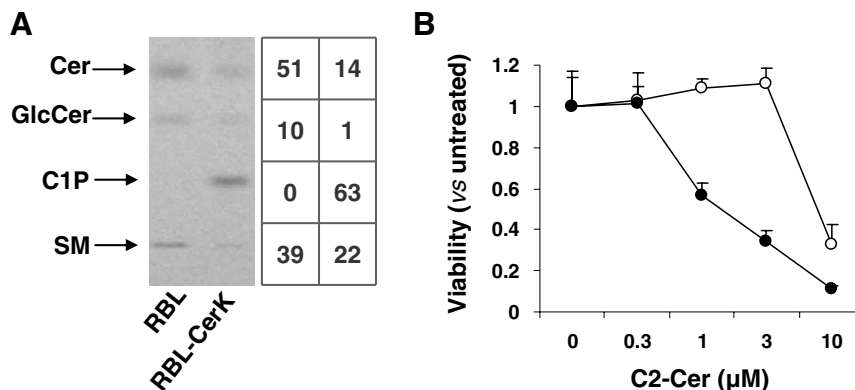 A
Cer
GlcCer
C1P
SM
51 14
10 1
0 63
39 22
RBL
RBL-CerK
B
Viability (vs untreated)
1.2
1
0.8
0.6
0.4
0.2
0
0 0.3 1 3 10
C2-Cer (µM)